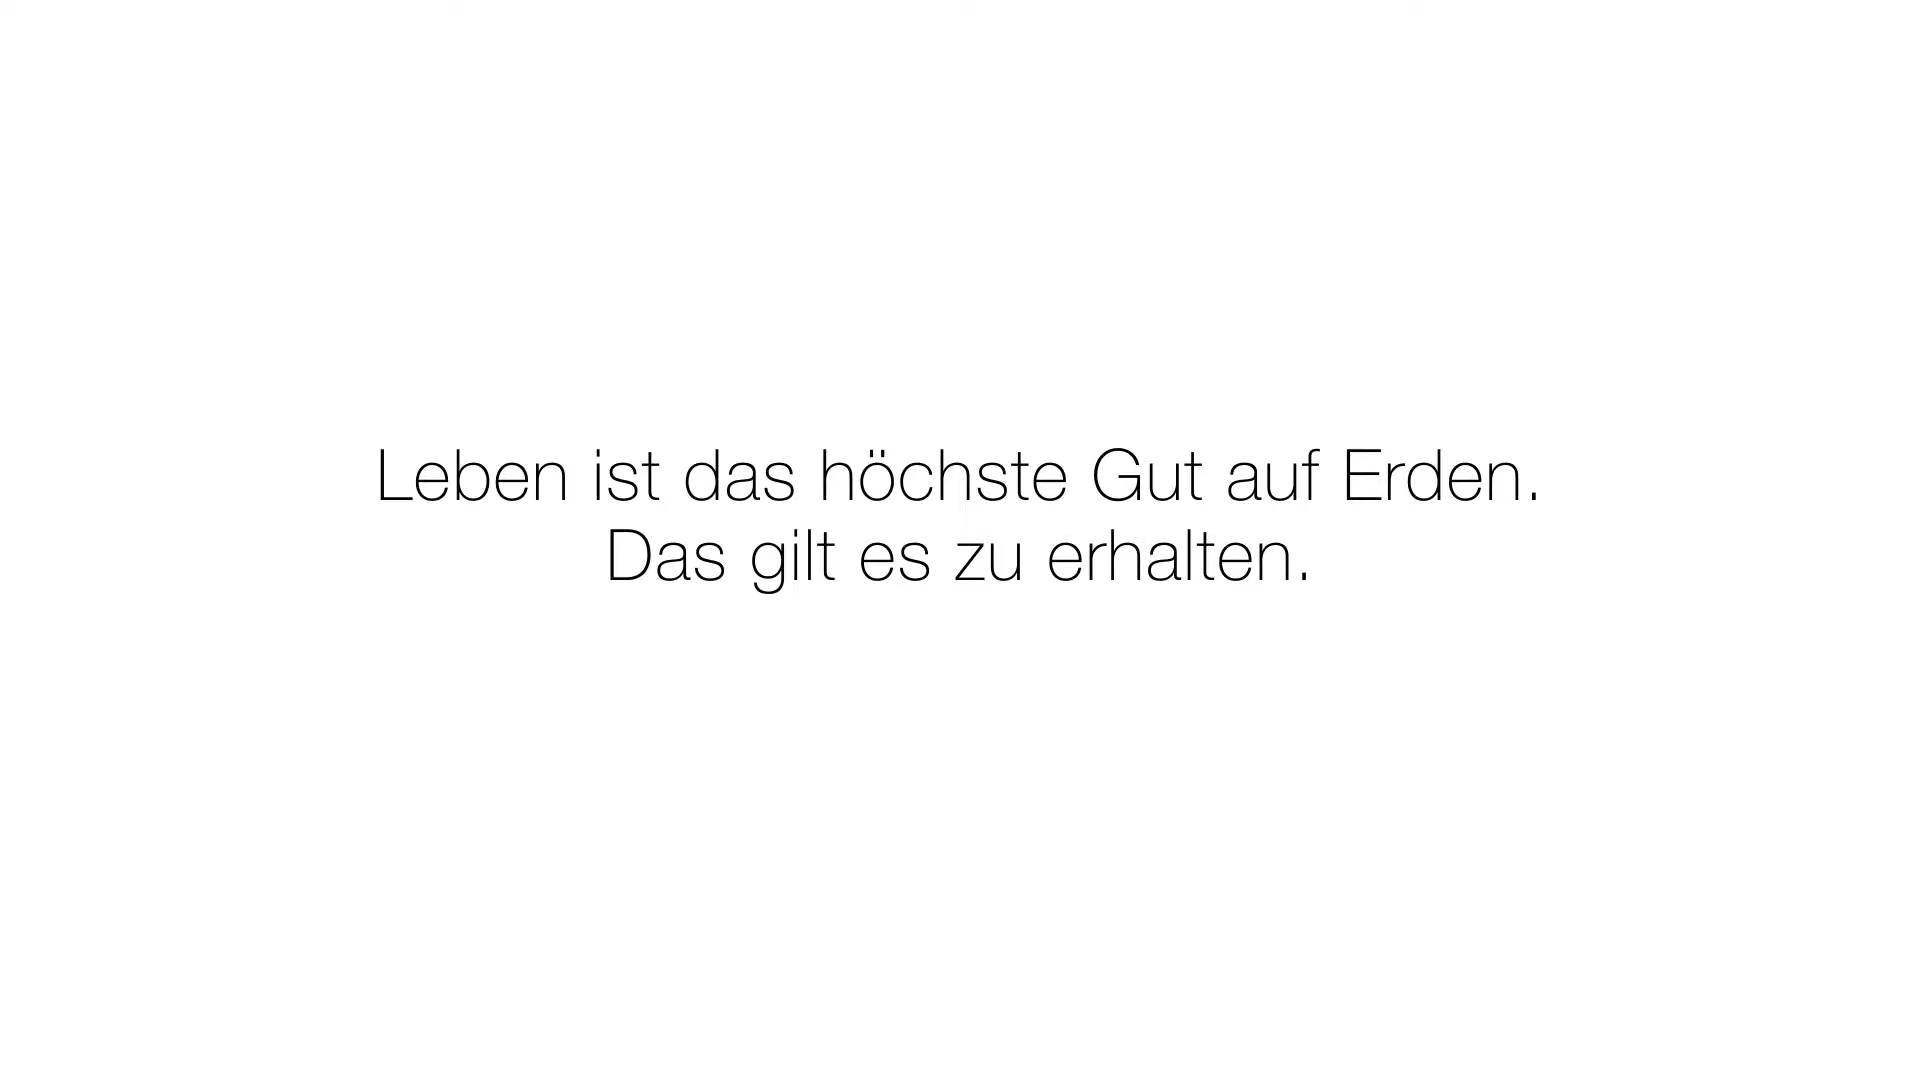 Leben ist das höchste Gut auf Erden.
Das gilt es zu erhalten.